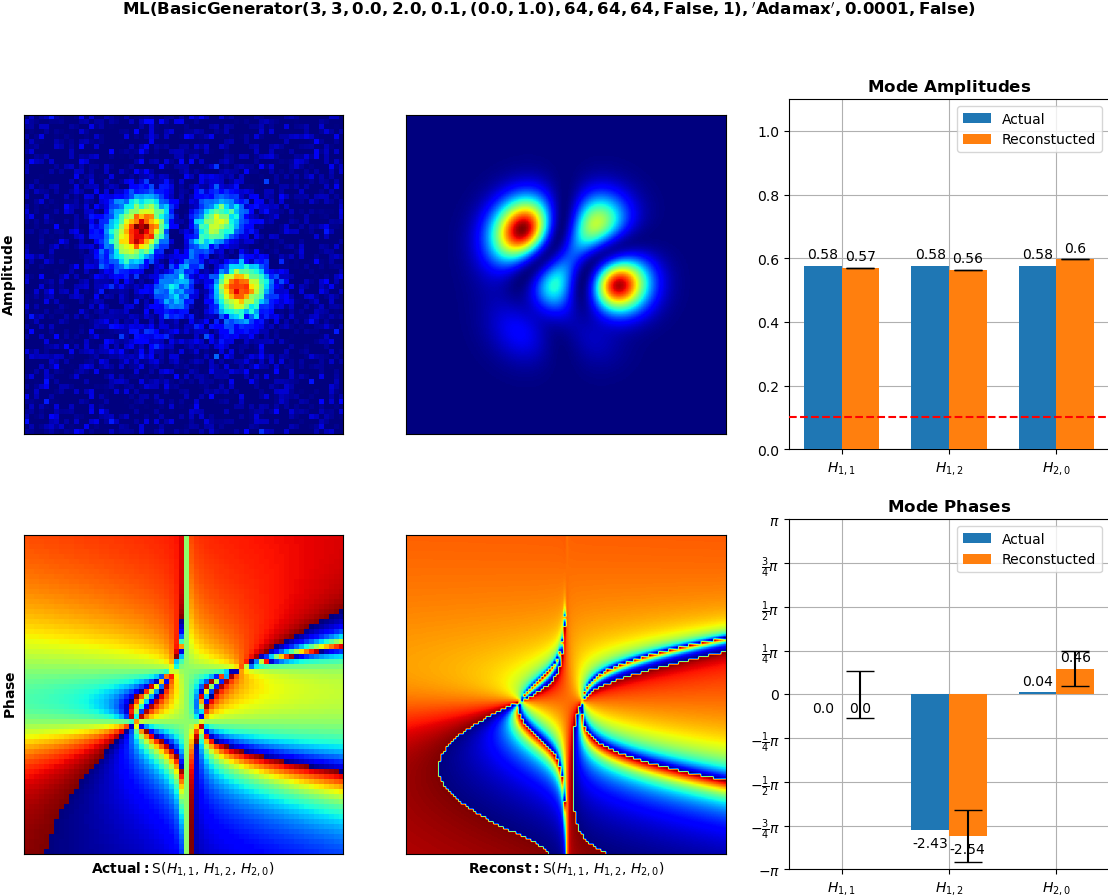 ML(BasicGenerator(3, 3, 0.0, 2.0, 0.1, (0.0, 1.0), 64, 64, 64, False, 1), ′Adamax′, 0.0001, False)
Amplitude
Mode Amplitudes
Actual
Reconstucted
1.0
0.8
0.6
0.4
0.2
0.0
0.58 0.57 0.58 0.56 0.58 0.6
H1,1 H1,2 H2,0
Phase
Actual: S(H1,1, H1,2, H2,0)
Reconst: S(H1,1, H1,2, H2,0)
Mode Phases
Actual
Reconstucted
π
3/4π
1/2π
1/4π
0
−1/4π
−1/2π
−3/4π
−π
0.0 0.0 -2.43 -2.54 0.04 0.46
H1,1 H1,2 H2,0